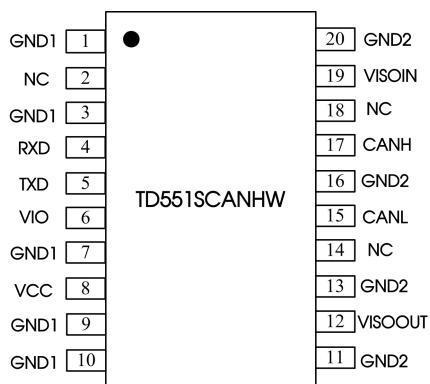 GND1 1 20 GND2
NC 2 19 VISOIN
GND1 3 18 NC
RXD 4 17 CANH
TXD 5 16 GND2
TD551SCANHW
VIO 6 15 CANL
GND1 7 14 NC
VCC 8 13 GND2
GND1 9 12 VISOOUT
GND1 10 11 GND2